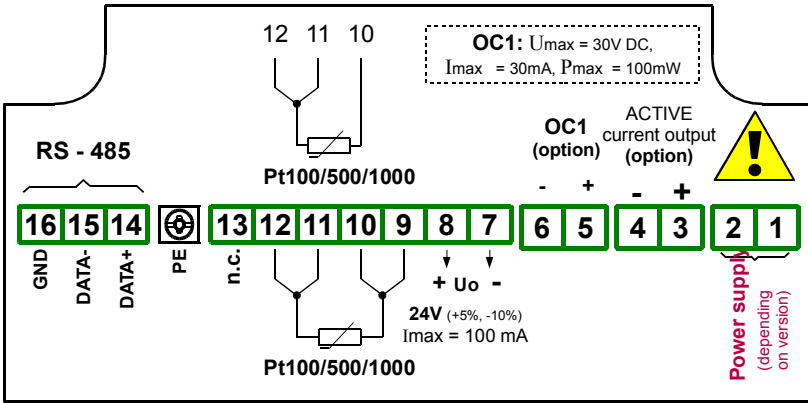 12 11 10
Pt100/500/1000
OC1: Umax = 30V DC,
Imax = 30mA, Pmax = 100mW
RS - 485
OC1
(option)
- +
ACTIVE
current output
(option)
- +
!
16 15 14 PE 13 12 11 10 9 8 7 6 5 4 3 2 1
GND
DATA-
DATA+
n.c.
+ Uo -
24V (+5%, -10%)
Imax = 100 mA
Pt100/500/1000
Power supply
(depending
on version)